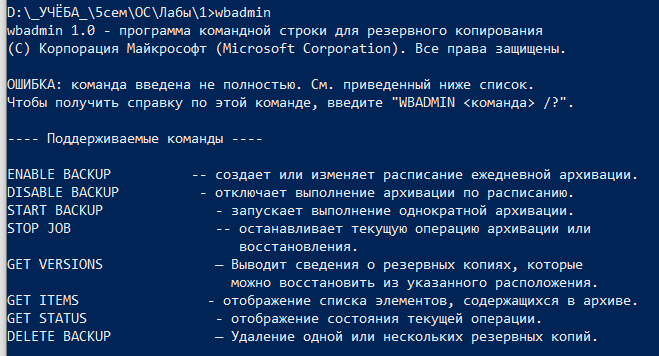 D:\_УЧЁБА_\5сем\ОС\Лабы\1>wbadmin
wbadmin 1.0 - программа командной строки для резервного копирования
(C) Корпорация Майкрософт (Microsoft Corporation). Все права защищены.
ОШИБКА: команда введена не полностью. См. приведенный ниже список.
Чтобы получить справку по этой команде, введите "WBADMIN <команда> /?".
---- Поддерживаемые команды ----
ENABLE BACKUP -- создает или изменяет расписание ежедневной архивации.
DISABLE BACKUP - отключает выполнение архивации по расписанию.
START BACKUP - запускает выполнение однократной архивации.
STOP JOB -- останавливает текущую операцию архивации или
восстановления.
GET VERSIONS — Выводит сведения о резервных копиях, которые
можно восстановить из указанного расположения.
GET ITEMS - отображение списка элементов, содержащихся в архиве.
GET STATUS - отображение состояния текущей операции.
DELETE BACKUP — Удаление одной или нескольких резервных копий.